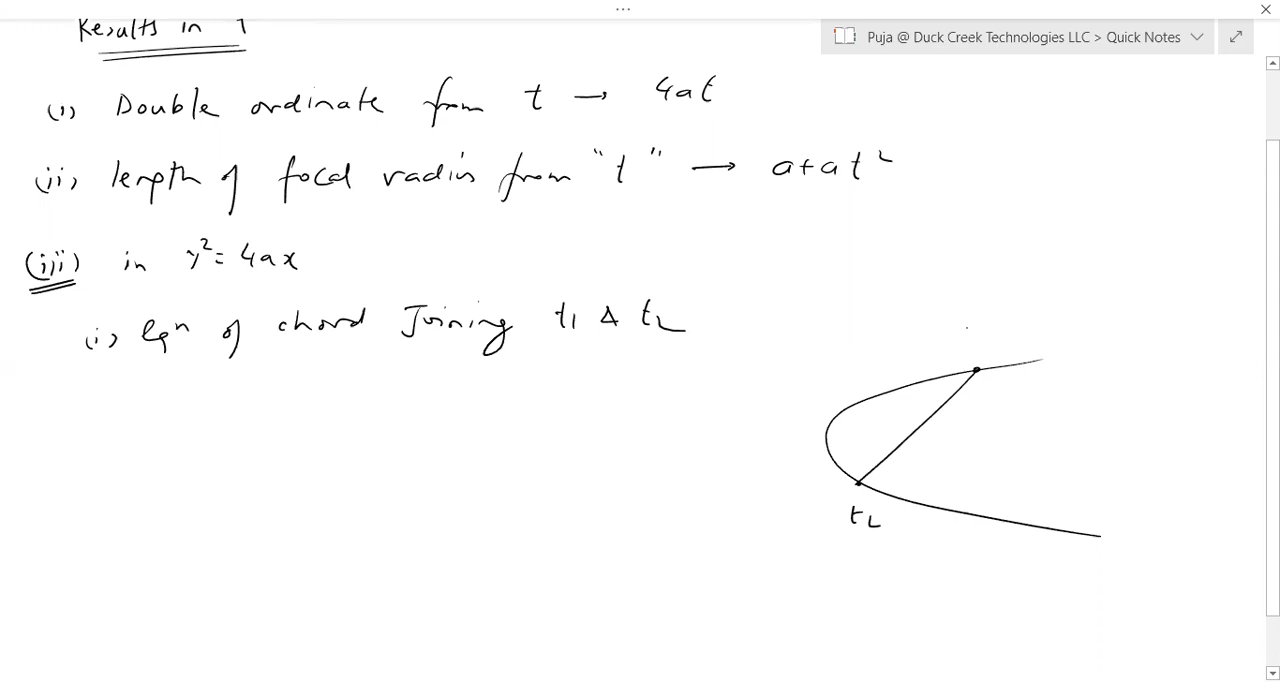 Puja @ Duck Creek Technologies LLC > Quick Notes
Results in
(i) Double ordinate from t → 4at
(ii) length of focal radius from "t" → a+at²
(iii) in y² = 4ax
(i) Eqn of chord Joining t1 & t2
t2